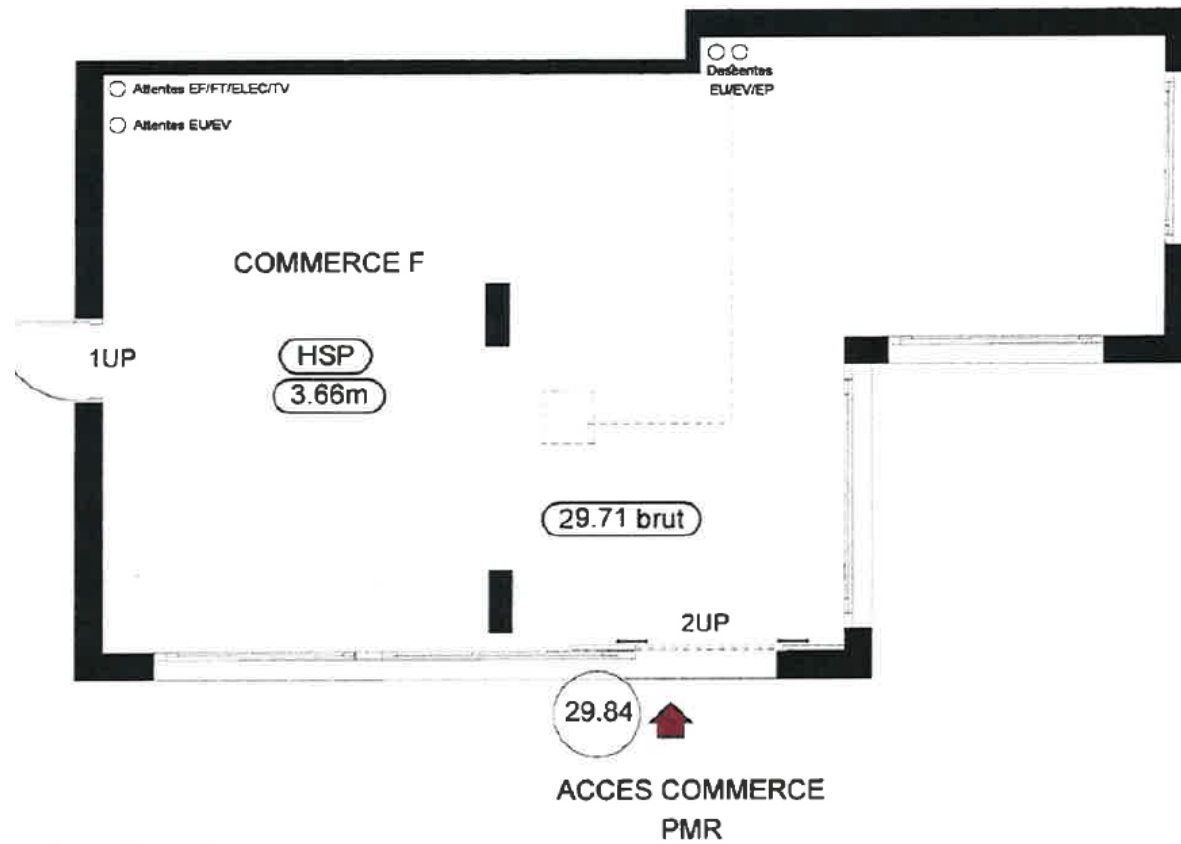 Attentes EF/FT/ELEC/TV
Attentes EU/EV
Descentes
EU/EV/EP
COMMERCE F
1UP
HSP
3.66m
29.71 brut
2UP
29.84
ACCES COMMERCE
PMR